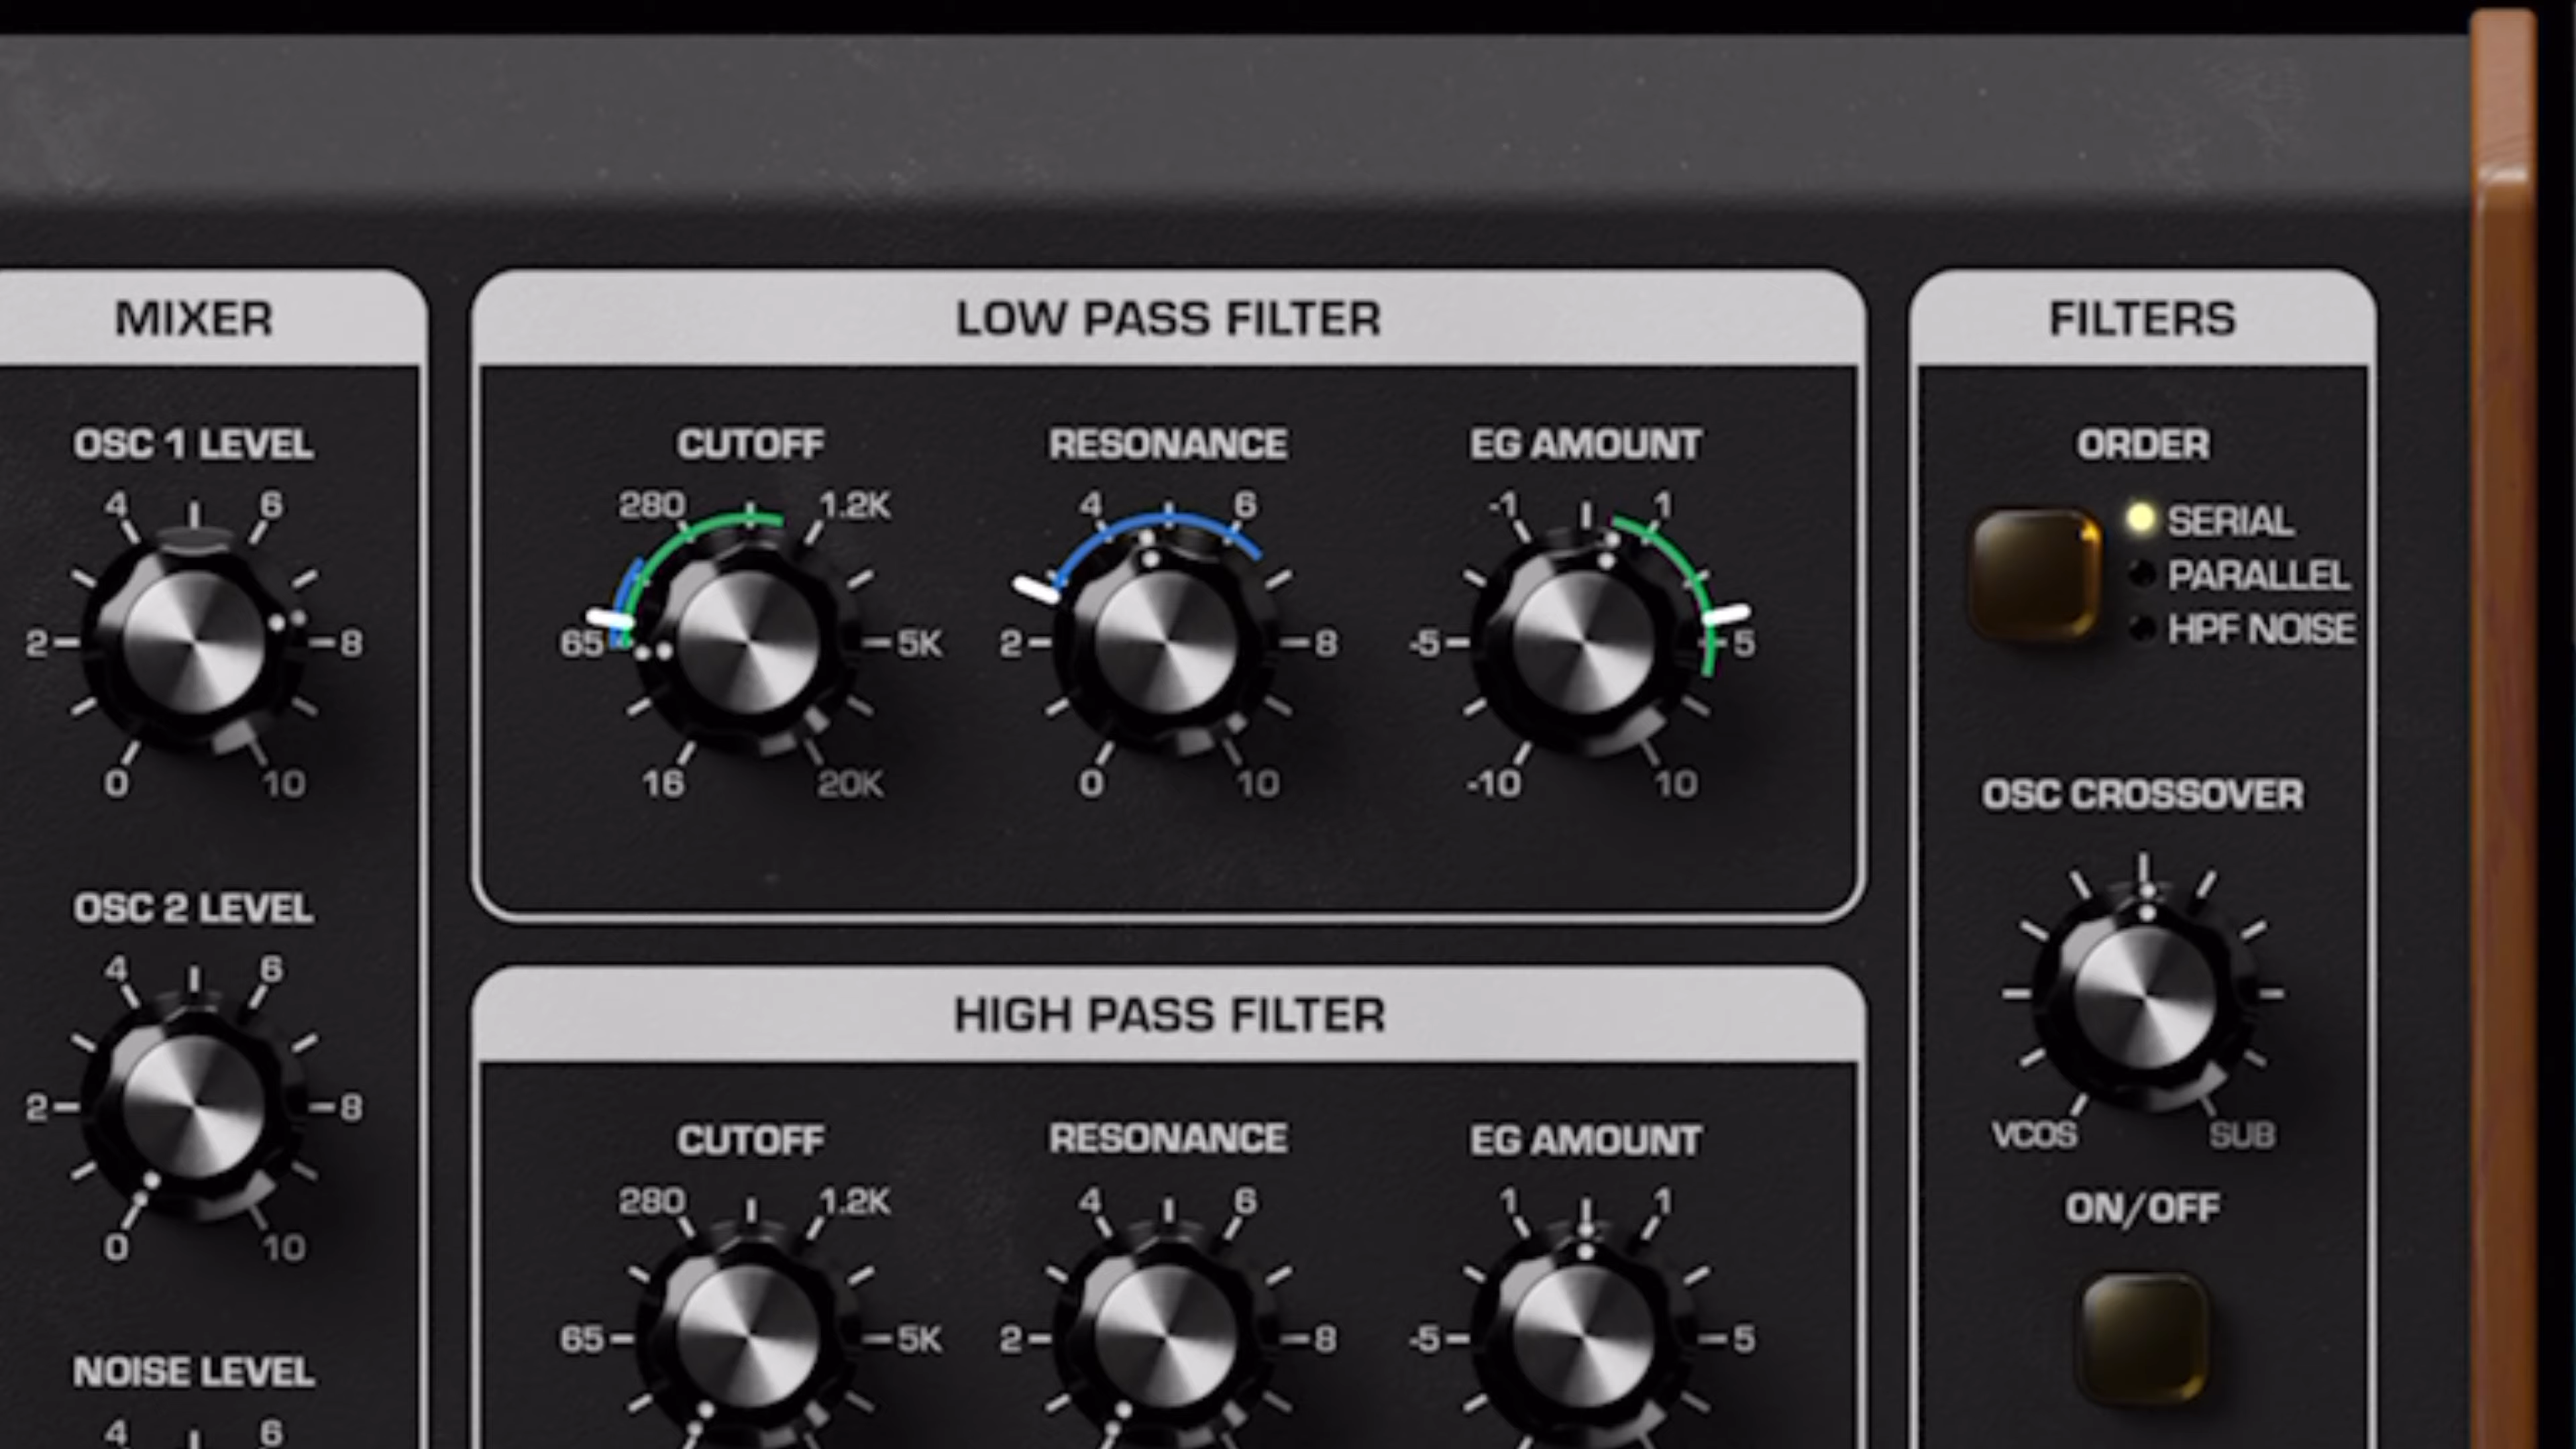 MIXER
OSC 1 LEVEL
4 6
2 8
0 10
OSC 2 LEVEL
4 6
2 8
0 10
NOISE LEVEL
4 6
LOW PASS FILTER
CUTOFF
280 1.2K
65 5K
16 20K
RESONANCE
4 6
2 8
0 10
EG AMOUNT
-1 1
-5 5
-10 10
HIGH PASS FILTER
CUTOFF
280 1.2K
65 5K
RESONANCE
4 6
2 8
EG AMOUNT
1 1
-5 5
FILTERS
ORDER
SERIAL
PARALLEL
HPF NOISE
OSC CROSSOVER
VCOS SUB
ON/OFF